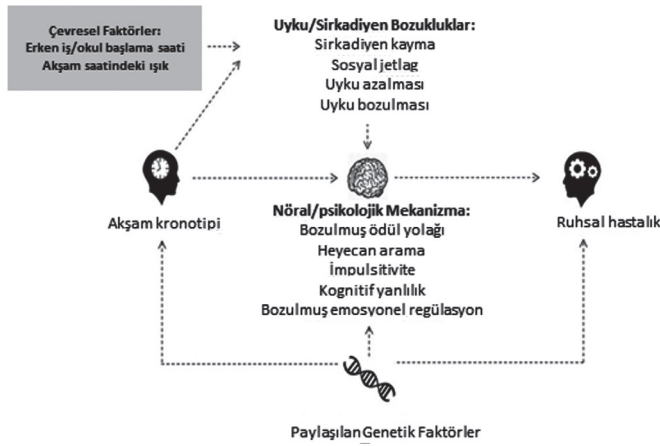 Çevresel Faktörler:
Erken iş/okul başlama saati
Akşam saatindeki ışık
Uyku/Sirkadiyen Bozukluklar:
Sirkadiyen kayma
Sosyal jetlag
Uyku azalması
Uyku bozulması
Akşam kronotipi
Nöral/psikolojik Mekanizma:
Bozulmuş ödül yolağı
Heyecan arama
İmpulsitivite
Kognitif yanlılık
Bozulmuş emosyonel regülasyon
Ruhsal hastalık
Paylaşılan Genetik Faktörler